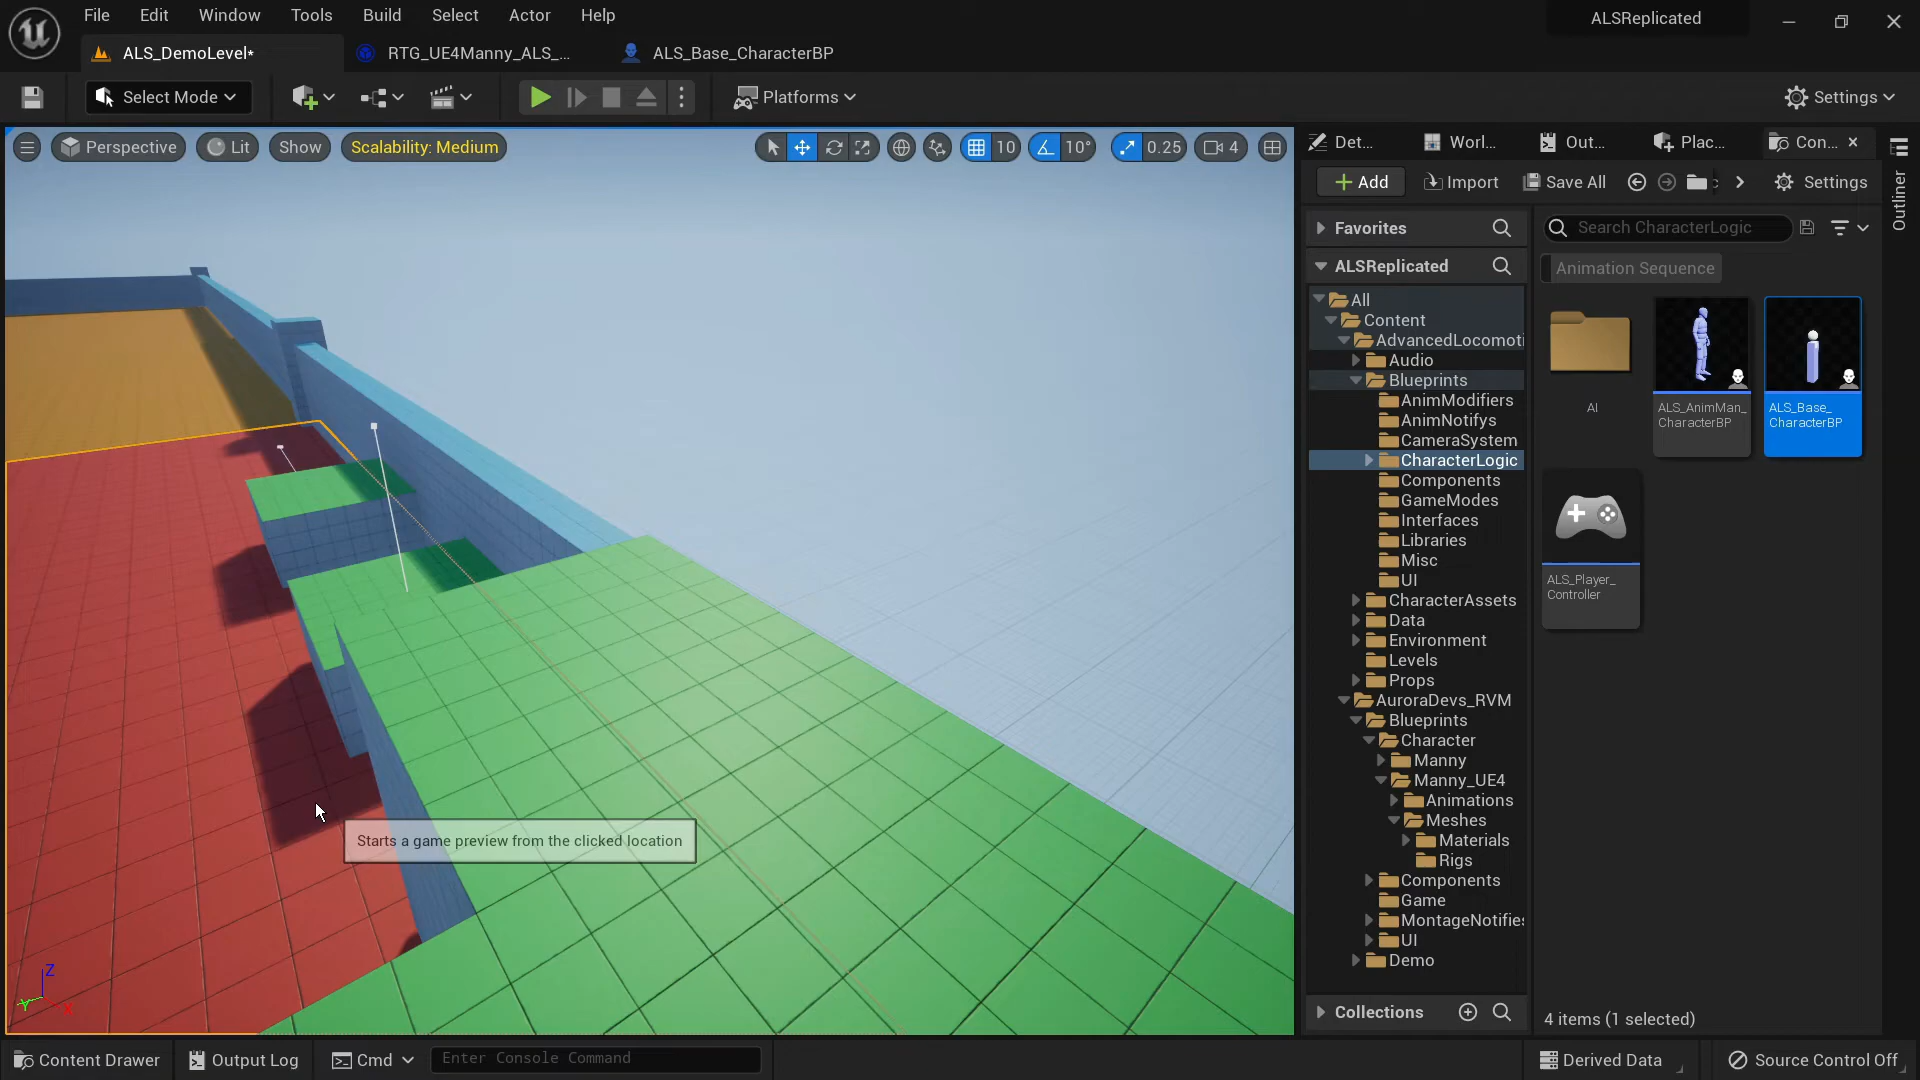 File Edit Window Tools Build Select Actor Help
ALSReplicated
ALS_DemoLevel*
RTG_UE4Manny_ALS_...
ALS_Base_CharacterBP
Select Mode
Platforms
Settings
Perspective
Lit
Show
Scalability: Medium
10
10°
0.25
4
Det...
Worl...
Out...
Plac...
Con...
Add
Import
Save All
Settings
Outliner
Favorites
Search CharacterLogic
ALSReplicated
Animation Sequence
All
Content
AdvancedLocomoti
Audio
Blueprints
AnimModifiers
AnimNotifys
CameraSystem
CharacterLogic
Components
GameModes
Interfaces
Libraries
Misc
UI
CharacterAssets
Data
Environment
Levels
Props
AuroraDevs_RVM
Blueprints
Character
Manny
Manny_UE4
Animations
Meshes
Materials
Rigs
Components
Game
MontageNotifies
UI
Demo
Collections
AI
ALS_AnimMan_
CharacterBP
ALS_Base_
CharacterBP
ALS_Player_
Controller
4 items (1 selected)
Starts a game preview from the clicked location
Z
Y
X
Content Drawer
Output Log
Cmd
Enter Console Command
Derived Data
Source Control Off